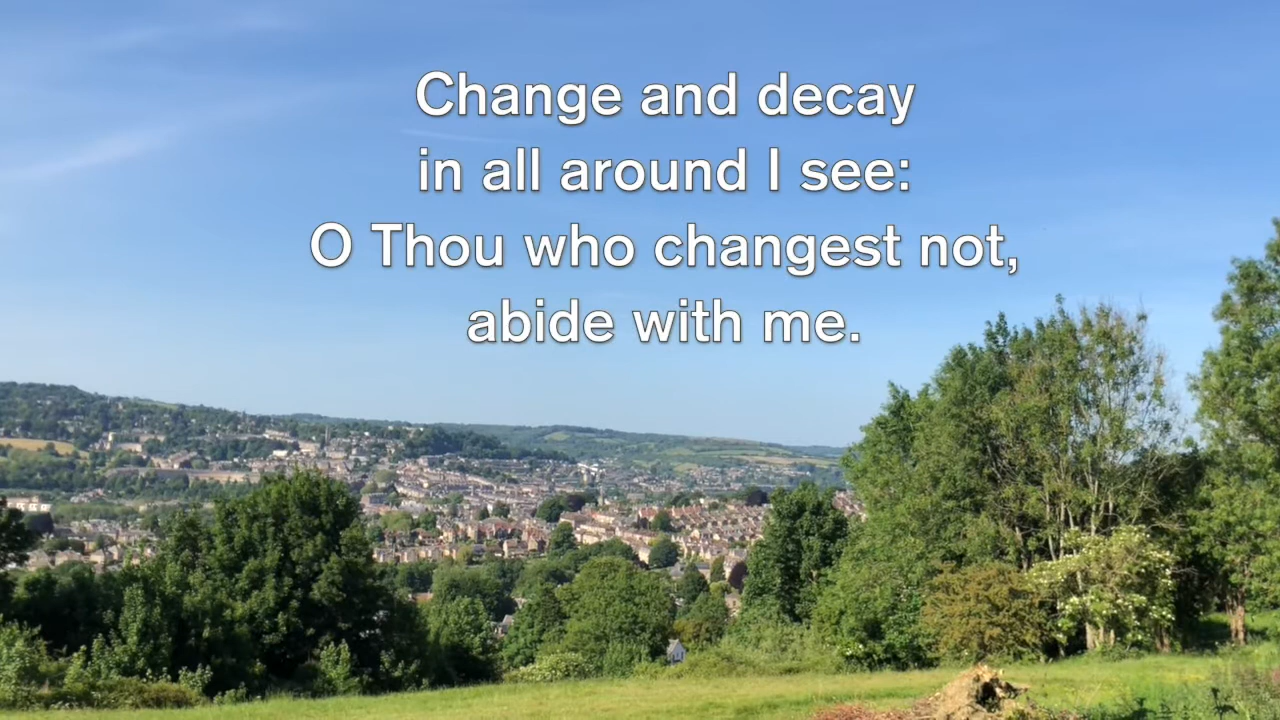 Change and decay
in all around I see:
O Thou who changest not,
abide with me.